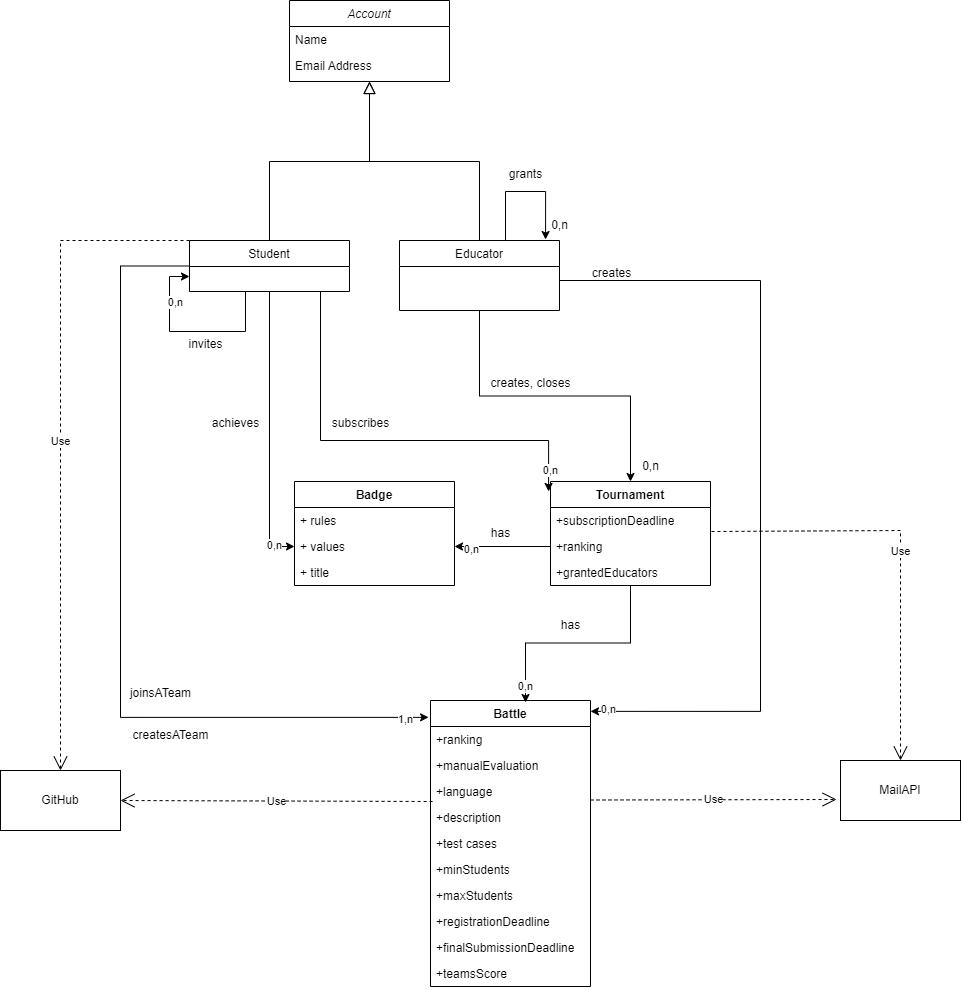 Account
Name
Email Address
grants
0,n
Student
Educator
creates
0,n
invites
creates, closes
achieves
subscribes
Use
0,n
0,n
Badge
Tournament
+ rules
+subscriptionDeadline
has
0,n
+ values
0,n
+ranking
Use
+ title
+grantedEducators
has
0,n
joinsATeam
1,n
Battle
0,n
createsATeam
+ranking
+manualEvaluation
+language
GitHub
Use
Use
MailAPI
+description
+test cases
+minStudents
+maxStudents
+registrationDeadline
+finalSubmissionDeadline
+teamsScore